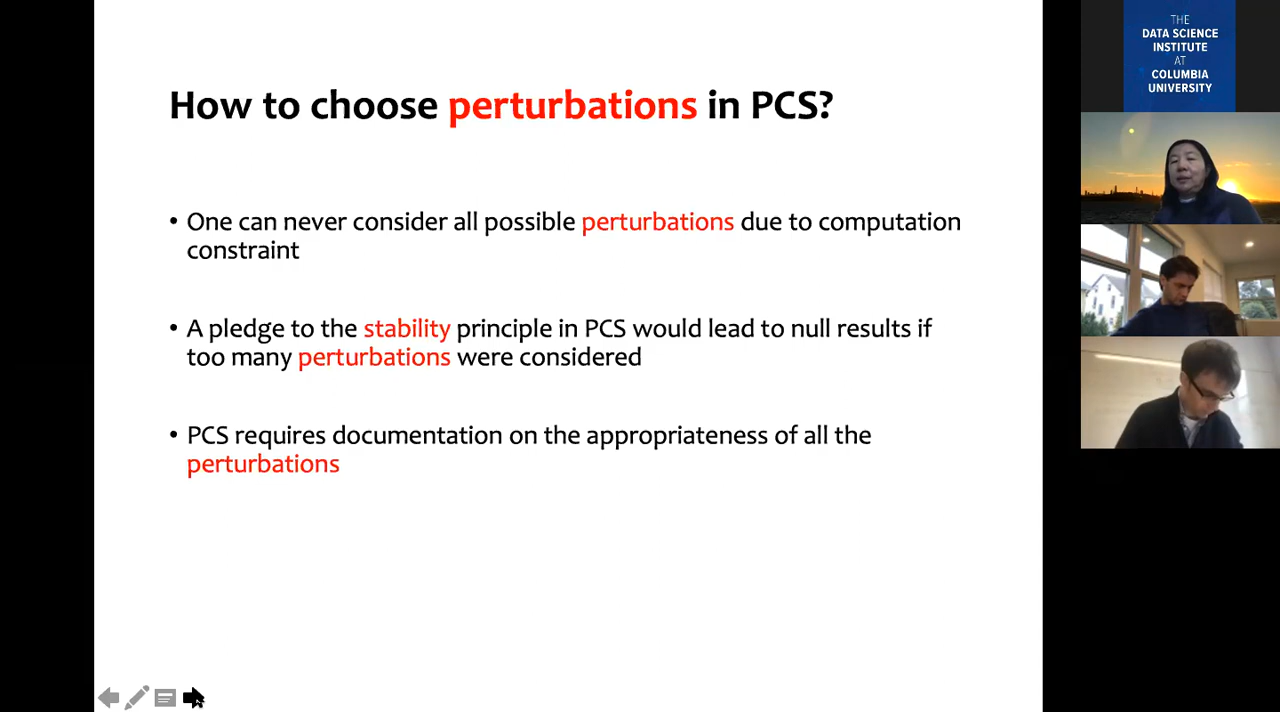 How to choose perturbations in PCS?
• One can never consider all possible perturbations due to computation
constraint
• A pledge to the stability principle in PCS would lead to null results if
too many perturbations were considered
• PCS requires documentation on the appropriateness of all the
perturbations
THE
DATA SCIENCE
INSTITUTE
AT
COLUMBIA
UNIVERSITY